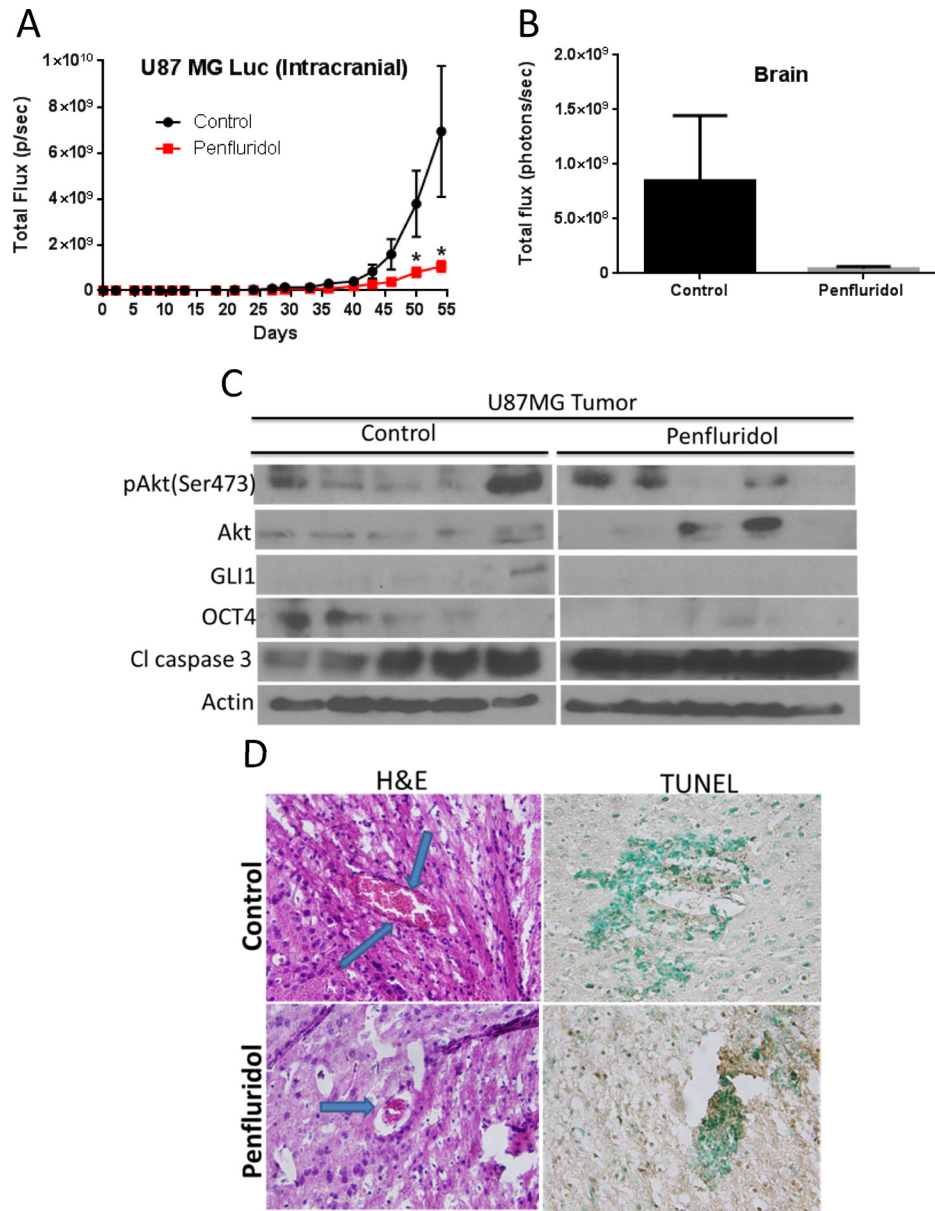 A
U87 MG Luc (Intracranial)
Control
Penfluridol
Total Flux (p/sec)
1×10¹⁰
8×10⁹
6×10⁹
4×10⁹
2×10⁹
0
* *
0 5 10 15 20 25 30 35 40 45 50 55
Days
B
Brain
Total flux (photons/sec)
2.0×10⁹
1.5×10⁹
1.0×10⁹
5.0×10⁸
0
Control Penfluridol
C
U87MG Tumor
Control Penfluridol
pAkt(Ser473)
Akt
GLI1
OCT4
Cl caspase 3
Actin
D
H&E TUNEL
Control
Penfluridol